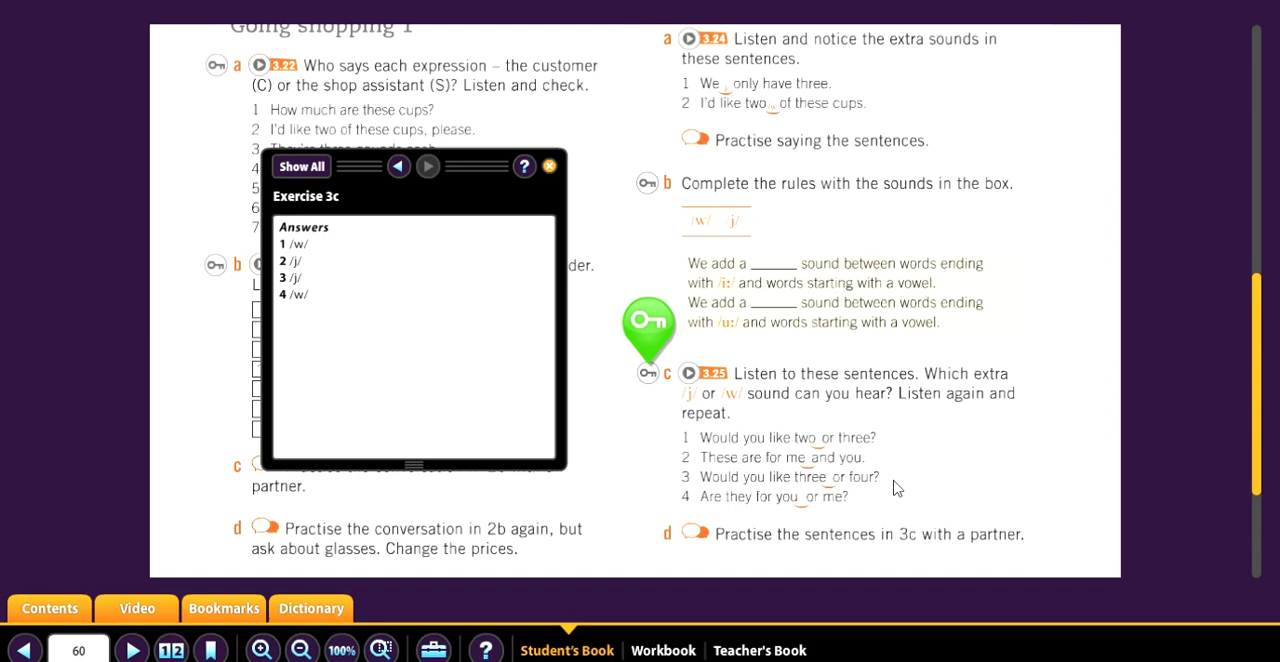 Going shopping 1
a 3.22 Who says each expression – the customer
(C) or the shop assistant (S)? Listen and check.
1 How much are these cups?
2 I'd like two of these cups, please.
3
4
5
6
7
b der.
c
partner.
d Practise the conversation in 2b again, but
ask about glasses. Change the prices.
Show All ?
Exercise 3c
Answers
1 /w/
2 /j/
3 /j/
4 /w/
a 3.24 Listen and notice the extra sounds in
these sentences.
1 We j only have three.
2 I'd like two w of these cups.
Practise saying the sentences.
b Complete the rules with the sounds in the box.
/w/ /j/
We add a ______ sound between words ending
with /iː/ and words starting with a vowel.
We add a ______ sound between words ending
with /uː/ and words starting with a vowel.
c 3.25 Listen to these sentences. Which extra
/j/ or /w/ sound can you hear? Listen again and
repeat.
1 Would you like two or three?
2 These are for me and you.
3 Would you like three or four?
4 Are they for you or me?
d Practise the sentences in 3c with a partner.
Contents Video Bookmarks Dictionary
60 12 100% ? Student's Book Workbook Teacher's Book